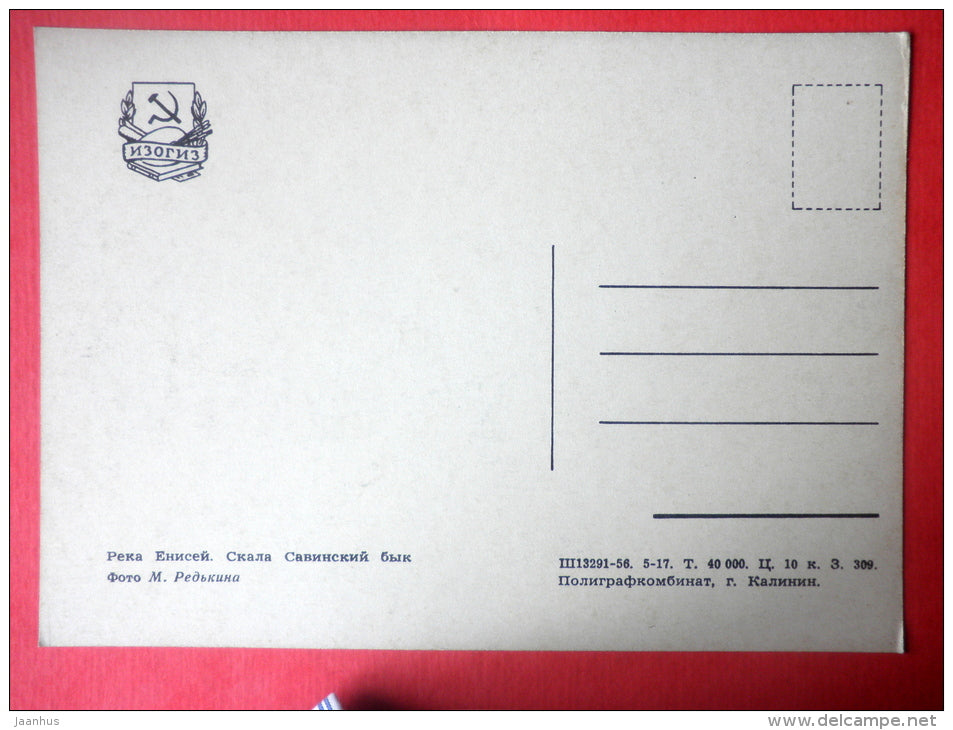 ИЗОГИЗ
Река Енисей. Скала Савинский бык
Фото М. Редькина
Ш13291-56. 5-17. Т. 40 000. Ц. 10 к. З. 309.
Полиграфкомбинат, г. Калинин.
Jaanhus
www.delcampe.net